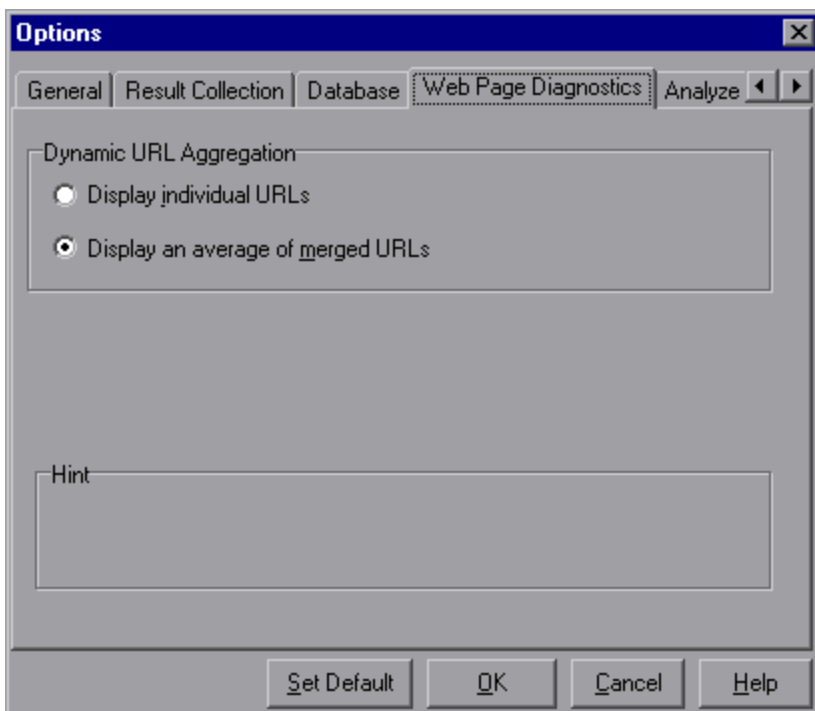 Options
General Result Collection Database Web Page Diagnostics Analyze
Dynamic URL Aggregation
Display individual URLs
Display an average of merged URLs
Hint
Set Default OK Cancel Help